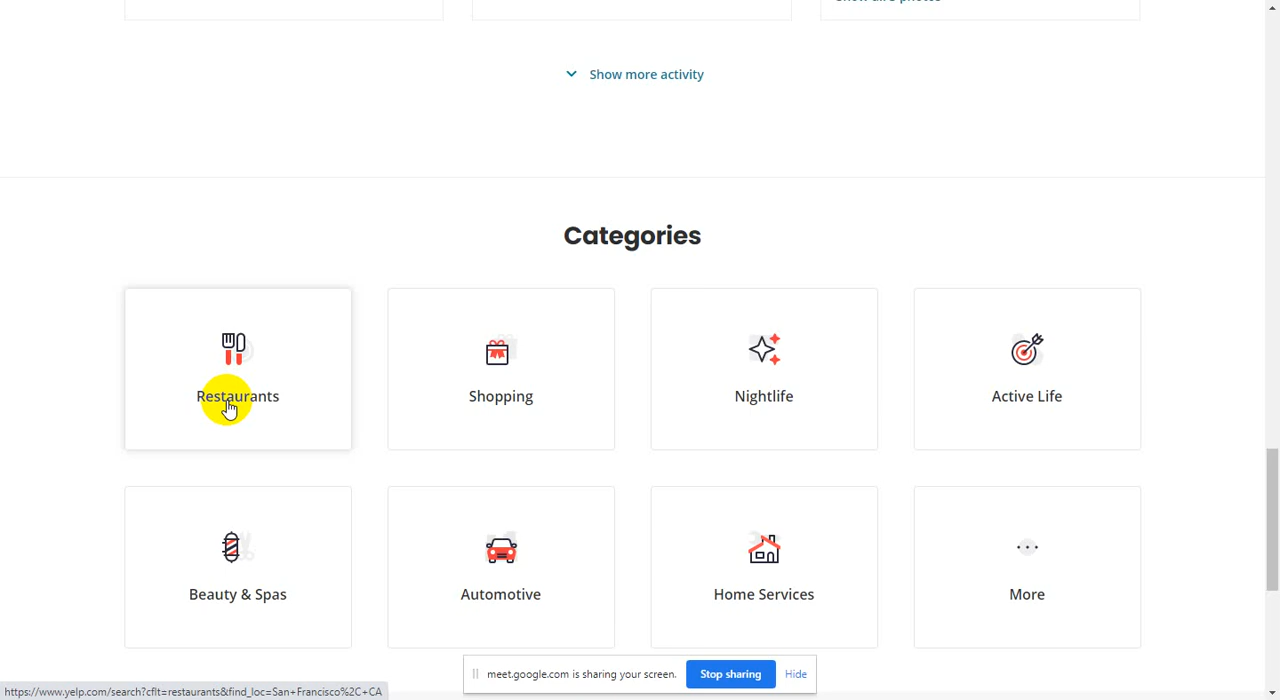 Show more activity
Categories
Restaurants
Shopping
Nightlife
Active Life
Beauty & Spas
Automotive
Home Services
More
meet.google.com is sharing your screen.
Stop sharing
Hide
https://www.yelp.com/search?cflt=restaurants&find_loc=San+Francisco%2C+CA